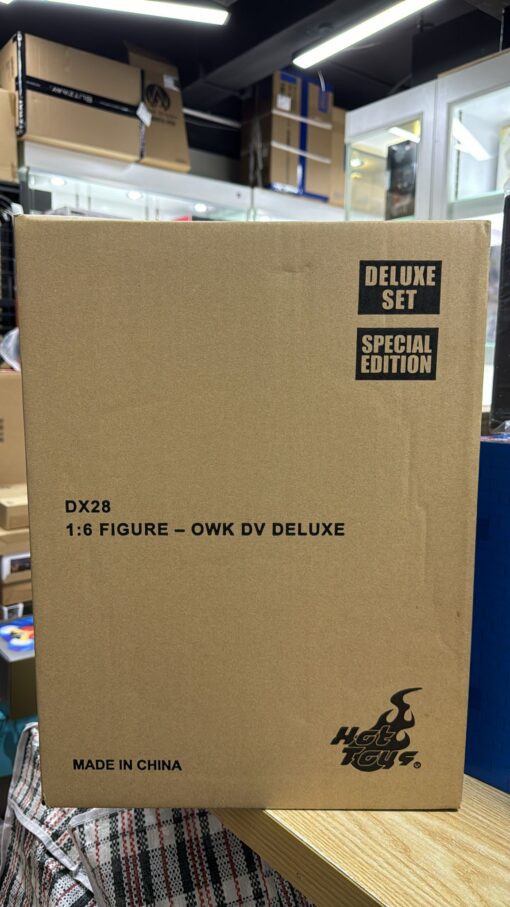 DELUXE
SET
SPECIAL
EDITION
DX28
1:6 FIGURE – OWK DV DELUXE
Hot
Toys®
MADE IN CHINA